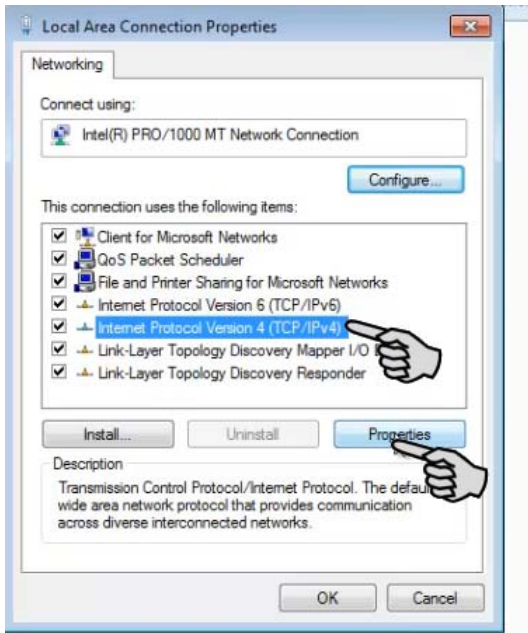 Local Area Connection Properties
Networking
Connect using:
Intel(R) PRO/1000 MT Network Connection
Configure...
This connection uses the following items:
Client for Microsoft Networks
QoS Packet Scheduler
File and Printer Sharing for Microsoft Networks
Internet Protocol Version 6 (TCP/IPv6)
Internet Protocol Version 4 (TCP/IPv4)
Link-Layer Topology Discovery Mapper I/O
Link-Layer Topology Discovery Responder
Install... Uninstall Properties
Description
Transmission Control Protocol/Internet Protocol. The
wide area network protocol that provides communication
across diverse interconnected networks.
OK Cancel